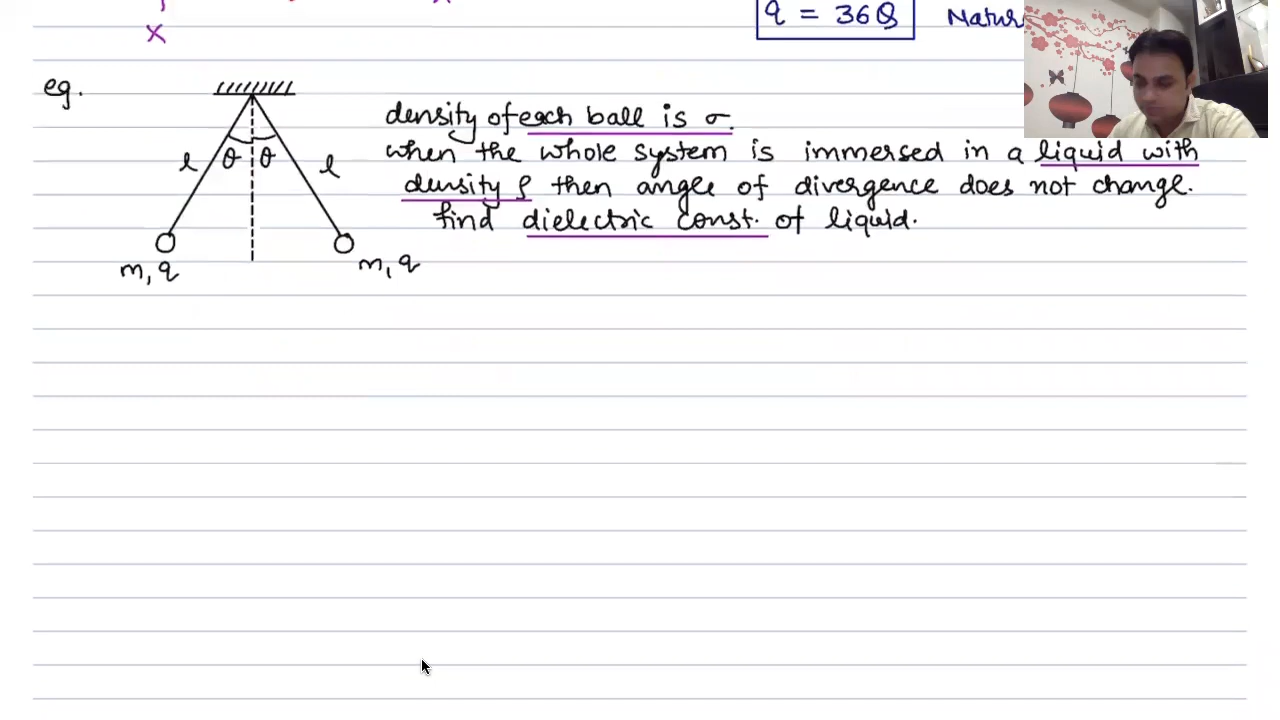 x
q = 36Q Natur
eg.
density of each ball is σ.
when the whole system is immersed in a liquid with
density ρ then angle of divergence does not change.
find dielectric const. of liquid.
l θ θ l
m, q m, q